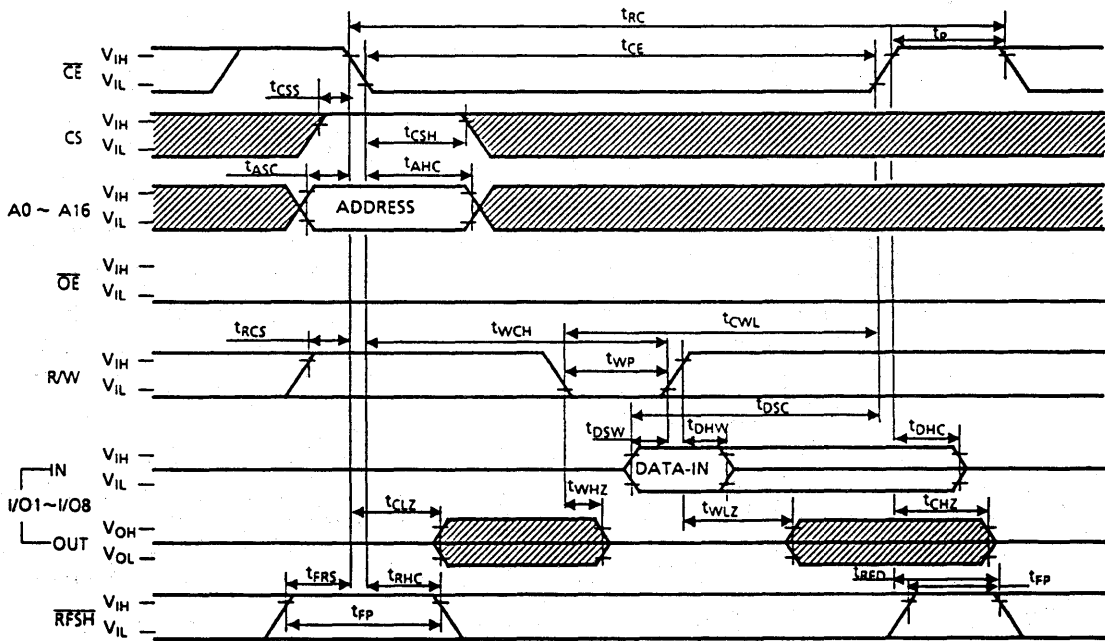 tRC
tP
VIH
tCE
CE
VIL
tCSS
VIH
CS
tCSH
VIL
tASC
tAHC
VIH
A0 ~ A16
ADDRESS
VIL
VIH
OE
VIL
tCWL
tRCS
tWCH
VIH
tWP
R/W
VIL
tDSC
tDSW
tDHW
tDHC
VIH
IN
DATA-IN
VIL
I/O1~I/O8
tWHZ
tCLZ
tWLZ
tCHZ
VOH
OUT
VOL
tRFD
tFRS
tRHC
tFP
VIH
tFP
RFSH
VIL